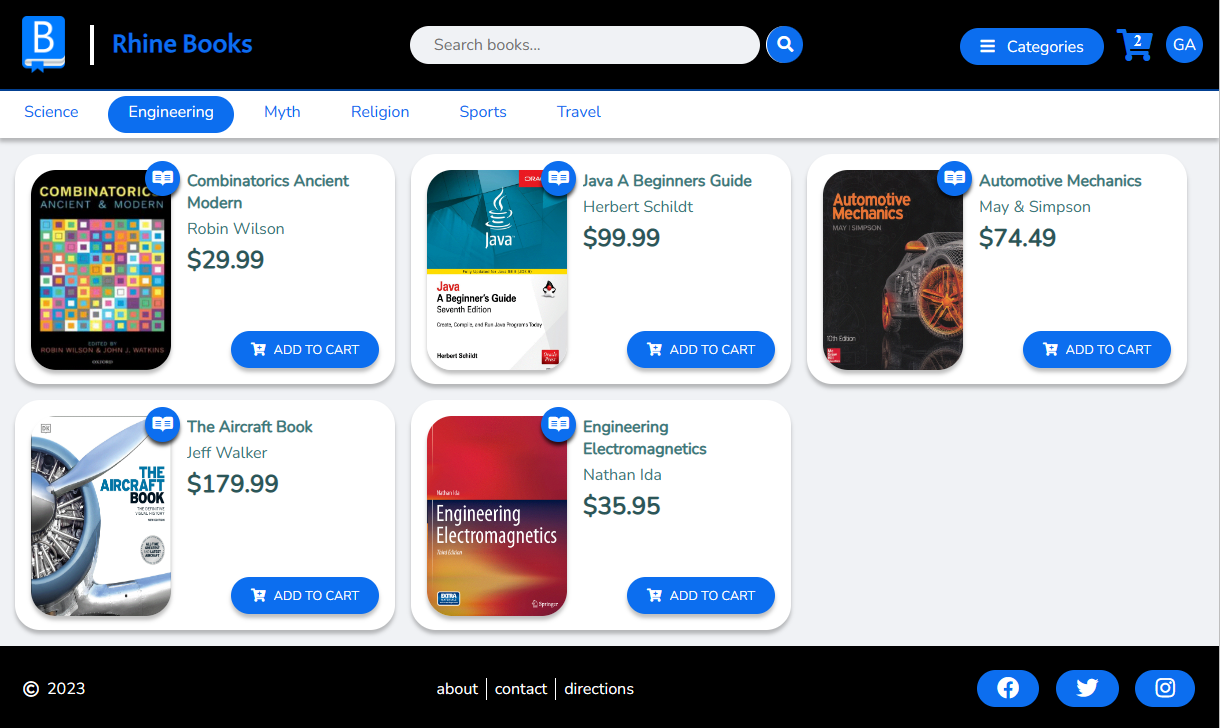 B
Rhine Books
Search books...
Categories
2
GA
Science
Engineering
Myth
Religion
Sports
Travel
COMBINATORIC
ANCIENT & MODERN
EDITED BY
ROBIN WILSON & JOHN J. WATKINS
OXFORD
Combinatorics Ancient
Modern
Robin Wilson
$29.99
ADD TO CART
ORA
Java
Java
A Beginner's Guide
Seventh Edition
Create, Compile, and Run Java Programs Today
Herbert Schildt
Oracle
Press
Java A Beginners Guide
Herbert Schildt
$99.99
ADD TO CART
Automotive
Mechanics
MAY | SIMPSON
10th Edition
Automotive Mechanics
May & Simpson
$74.49
ADD TO CART
DK
THE
AIRCRAFT
BOOK
THE DEFINITIVE
VISUAL HISTORY
The Aircraft Book
Jeff Walker
$179.99
ADD TO CART
Nathan Ida
Engineering
Electromagnetics
Third Edition
EXTRA
Springer
Engineering
Electromagnetics
Nathan Ida
$35.95
ADD TO CART
© 2023
about
contact
directions